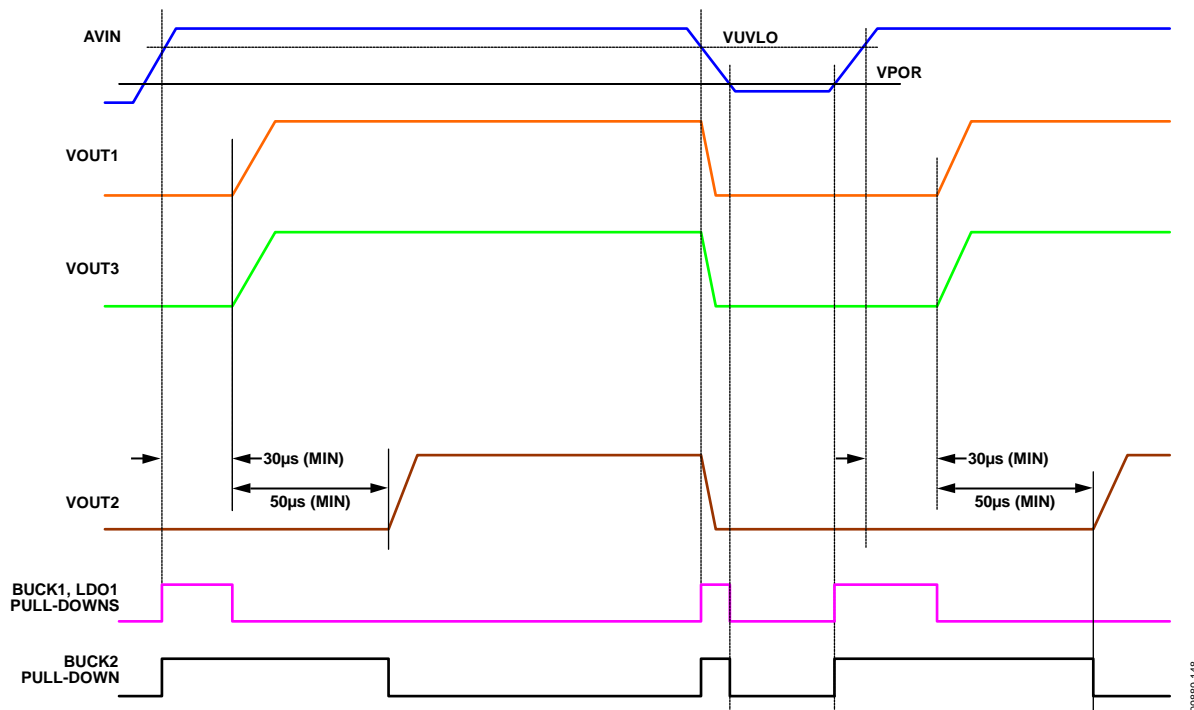 AVIN
VUVLO
VPOR
VOUT1
VOUT3
30µs (MIN)
30µs (MIN)
50µs (MIN)
50µs (MIN)
VOUT2
BUCK1, LDO1
PULL-DOWNS
BUCK2
PULL-DOWN